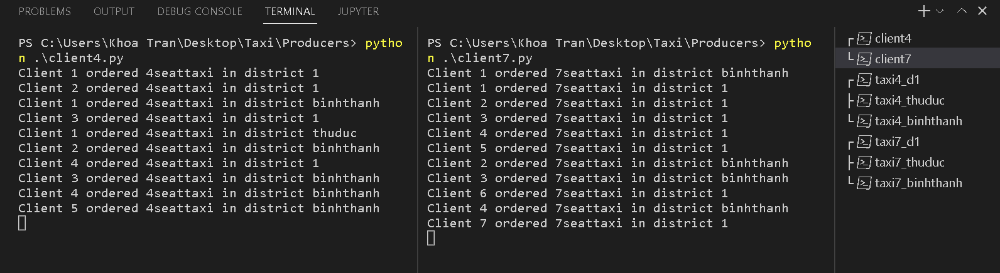 PROBLEMS OUTPUT DEBUG CONSOLE TERMINAL JUPYTER
PS C:\Users\Khoa Tran\Desktop\Taxi\Producers> pytho
n .\client4.py
Client 1 ordered 4seattaxi in district 1
Client 2 ordered 4seattaxi in district 1
Client 1 ordered 4seattaxi in district binhthanh
Client 3 ordered 4seattaxi in district 1
Client 1 ordered 4seattaxi in district thuduc
Client 2 ordered 4seattaxi in district binhthanh
Client 4 ordered 4seattaxi in district 1
Client 3 ordered 4seattaxi in district binhthanh
Client 4 ordered 4seattaxi in district binhthanh
Client 5 ordered 4seattaxi in district binhthanh
PS C:\Users\Khoa Tran\Desktop\Taxi\Producers> pytho
n .\client7.py
Client 1 ordered 7seattaxi in district binhthanh
Client 1 ordered 7seattaxi in district 1
Client 2 ordered 7seattaxi in district 1
Client 3 ordered 7seattaxi in district 1
Client 4 ordered 7seattaxi in district 1
Client 5 ordered 7seattaxi in district 1
Client 2 ordered 7seattaxi in district binhthanh
Client 3 ordered 7seattaxi in district binhthanh
Client 6 ordered 7seattaxi in district 1
Client 4 ordered 7seattaxi in district binhthanh
Client 7 ordered 7seattaxi in district 1
client4
client7
taxi4_d1
taxi4_thuduc
taxi4_binhthanh
taxi7_d1
taxi7_thuduc
taxi7_binhthanh